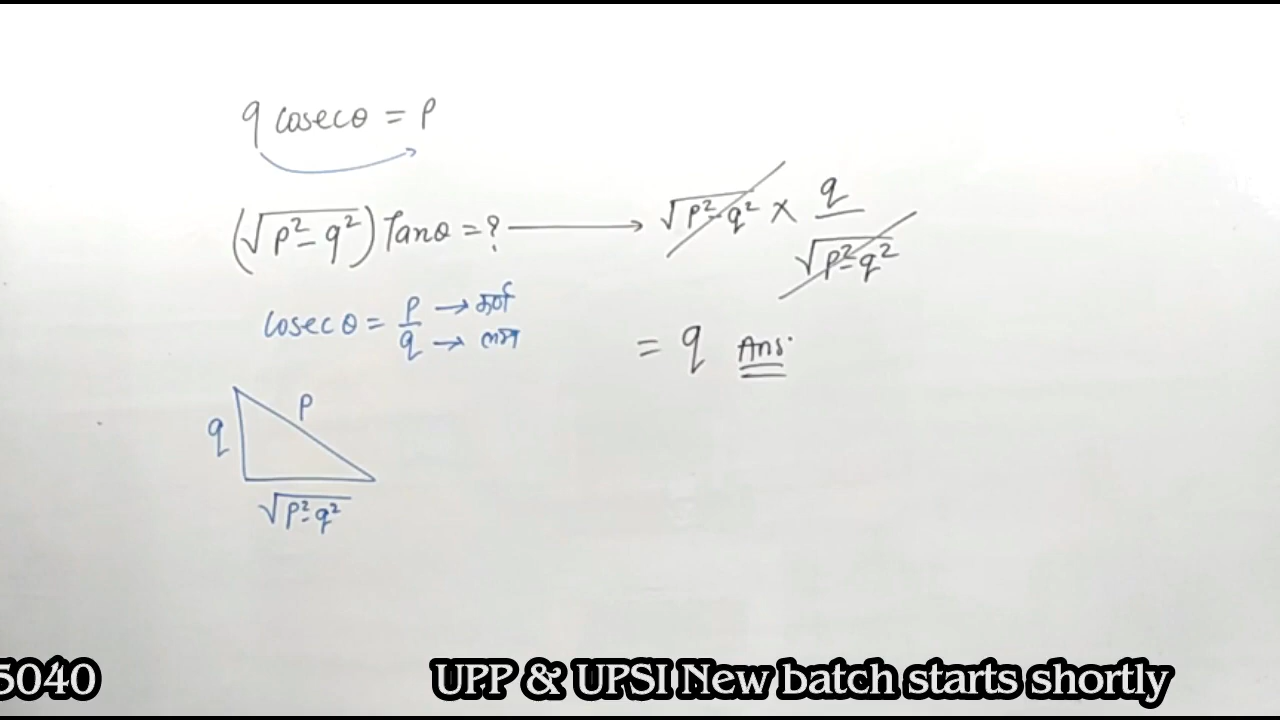 q cosecθ = p
(√p²-q²) Tanθ = ? → √p²-q² × q/√p²-q²
cosecθ = p/q → कर्ण → लम्ब
= q Ans.
p
q
√p²-q²
5040 UPP & UPSI New batch starts shortly